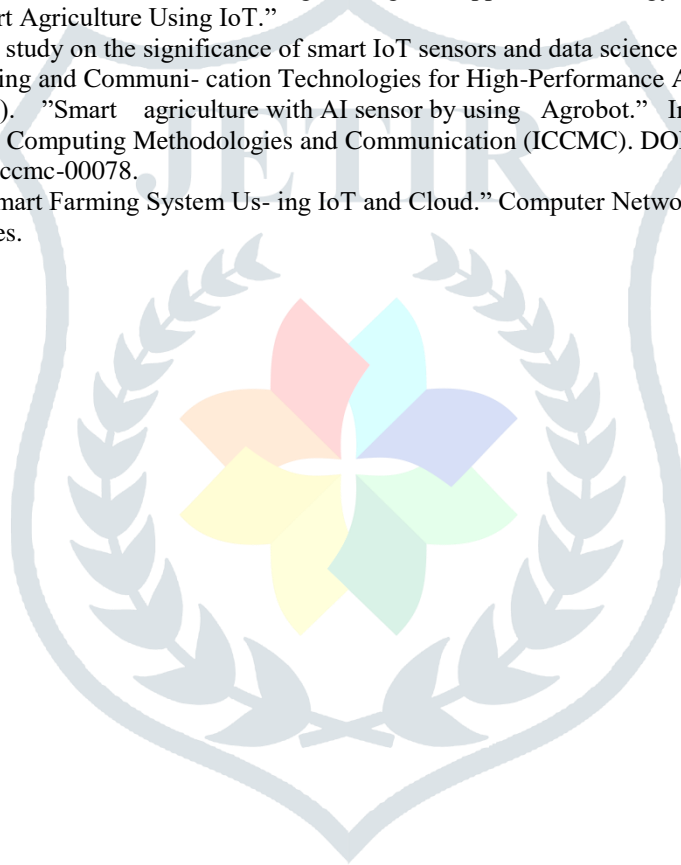 rt Agriculture Using IoT.”
study on the significance of smart IoT sensors and data science
ing and Communi- cation Technologies for High-Performance A
). ”Smart agriculture with AI sensor by using Agrobot.” In
Computing Methodologies and Communication (ICCMC). DOI
ccmc-00078.
mart Farming System Us- ing IoT and Cloud.” Computer Netwo
es.
JETIR